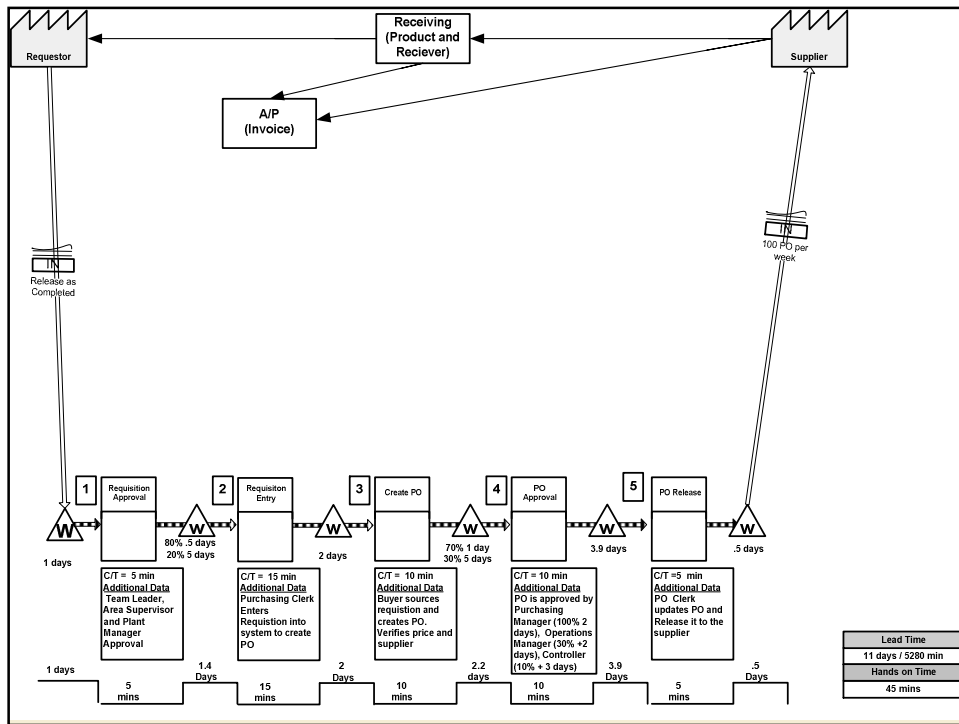 Requestor
Receiving
(Product and
Reciever)
Supplier
A/P
(Invoice)
IN
Release as
Completed
IN
100 PO per
week
1
Requisition
Approval
2
Requisiton
Entry
3
Create PO
4
PO
Approval
5
PO Release
W
W
W
W
W
W
1 days
80% .5 days
20% 5 days
2 days
70% 1 day
30% 5 days
3.9 days
.5 days
C/T = 5 min
Additional Data
Team Leader,
Area Supervisor
and Plant
Manager
Approval
C/T = 15 min
Additional Data
Purchasing Clerk
Enters
Requistion into
system to create
PO
C/T = 10 min
Additional Data
Buyer sources
requistion and
creates PO.
Verifies price and
supplier
C/T = 10 min
Additional Data
PO is approved by
Purchasing
Manager (100% 2
days), Operations
Manager (30% +2
days), Controller
(10% + 3 days)
C/T =5 min
Additional Data
PO Clerk
updates PO and
Release it to the
supplier
1 days
5
mins
1.4
Days
15
mins
2
Days
10
mins
2.2
days
10
mins
3.9
Days
5
mins
.5
Days
Lead Time
11 days / 5280 min
Hands on Time
45 mins